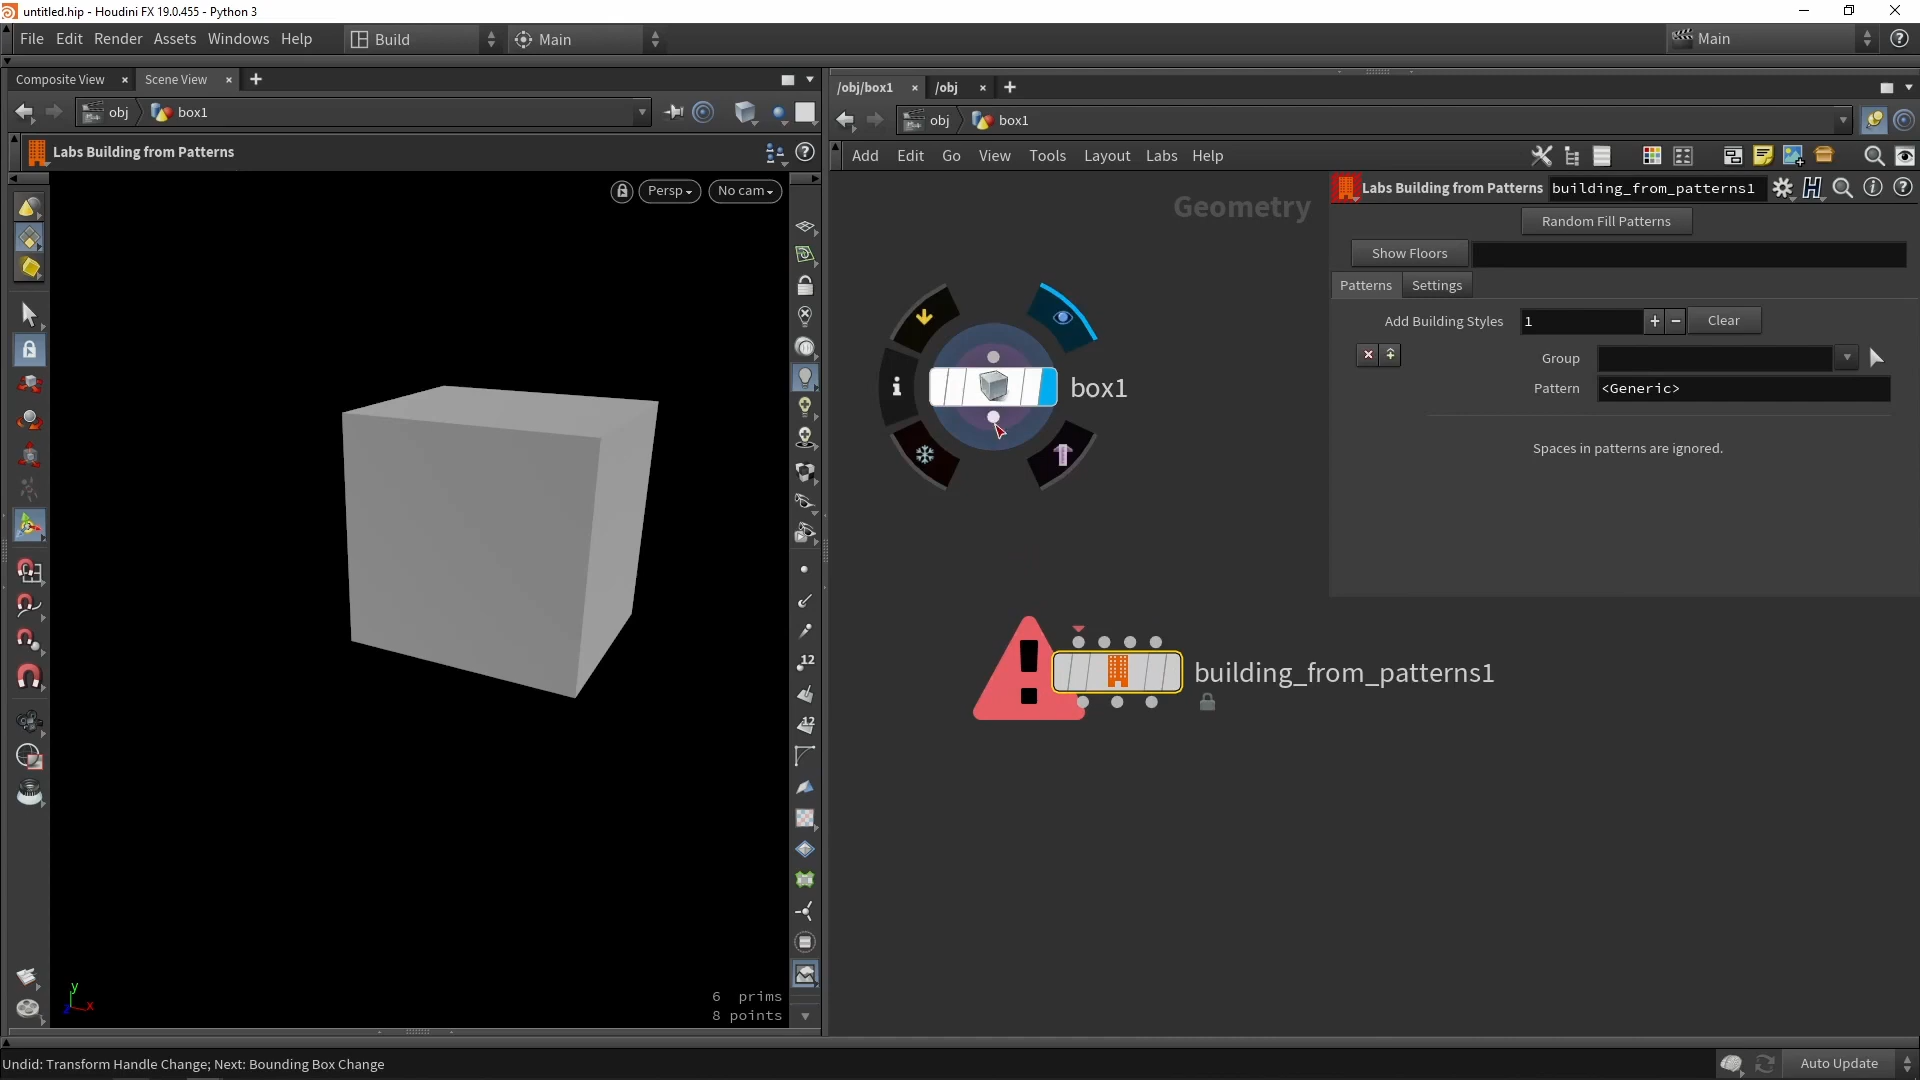 untitled.hip - Houdini FX 19.0.455 - Python 3
File Edit Render Assets Windows Help Build Main Main
Composite View Scene View
obj box1
Labs Building from Patterns
Persp No cam
6 prims
8 points
y
x
/obj/box1 /obj
obj box1
Add Edit Go View Tools Layout Labs Help
Geometry
box1
building_from_patterns1
Labs Building from Patterns building_from_patterns1
Random Fill Patterns
Show Floors
Patterns Settings
Add Building Styles 1 Clear
Group
Pattern <Generic>
Spaces in patterns are ignored.
12
12
Undid: Transform Handle Change; Next: Bounding Box Change
Auto Update